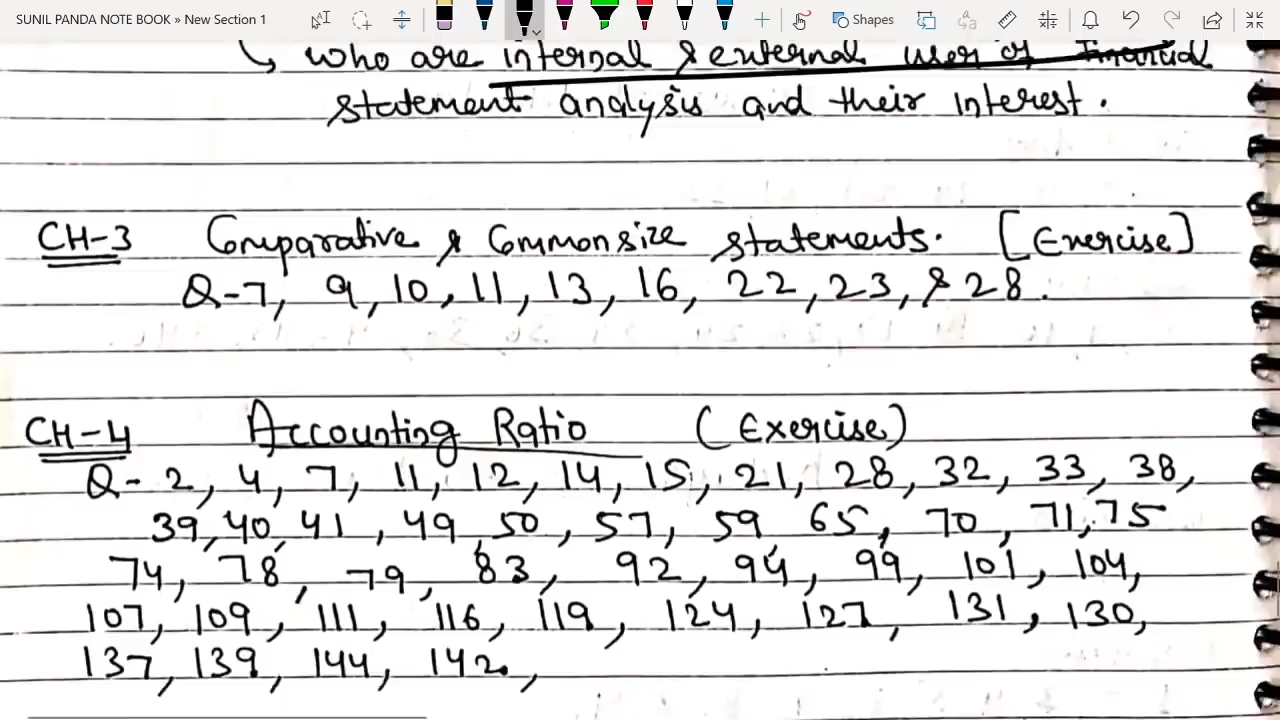 SUNIL PANDA NOTE BOOK » New Section 1
Shapes
↳ who are internal & external user of financial
statement analysis and their interest.
CH-3 Comparative & Commonsize statements. [Exercise]
Q-7, 9, 10, 11, 13, 16, 22, 23, & 28.
CH-4 Accounting Ratio (Exercise)
Q- 2, 4, 7, 11, 12, 14, 15, 21, 28, 32, 33, 38,
39, 40, 41, 49, 50, 57, 59, 65, 70, 71, 75
74, 78, 79, 83, 92, 94, 99, 101, 104,
107, 109, 111, 116, 119, 124, 127, 131, 130,
137, 139, 144, 142,